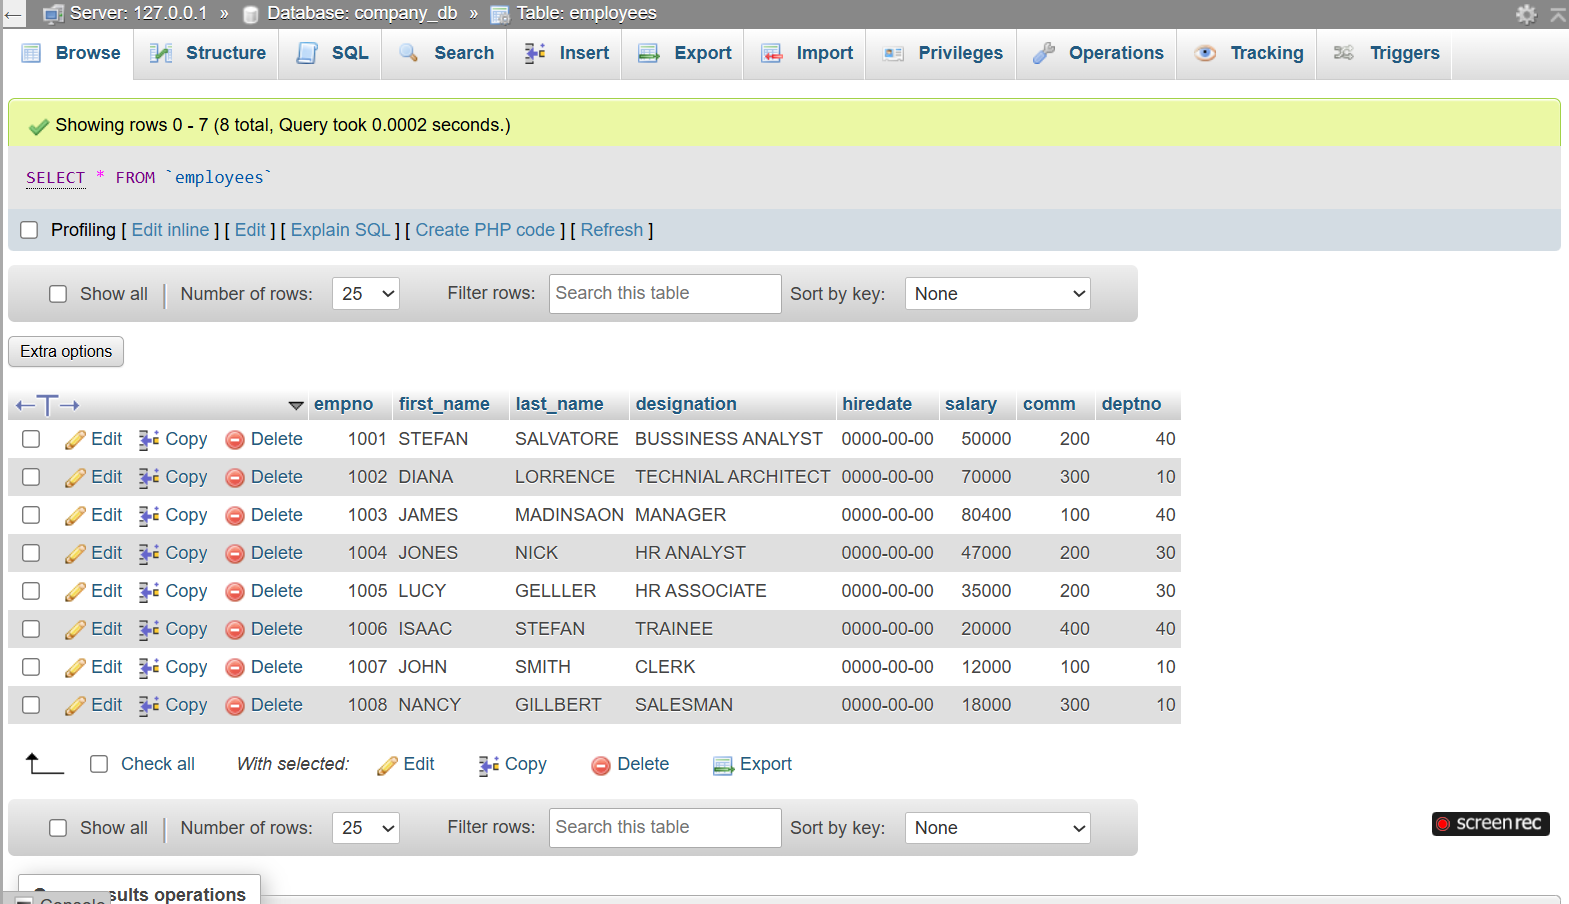 Server: 127.0.0.1 » Database: company_db » Table: employees
Browse Structure SQL Search Insert Export Import Privileges Operations Tracking Triggers
Showing rows 0 - 7 (8 total, Query took 0.0002 seconds.)
SELECT * FROM `employees`
Profiling [ Edit inline ] [ Edit ] [ Explain SQL ] [ Create PHP code ] [ Refresh ]
Show all Number of rows: 25 Filter rows: Search this table Sort by key: None
Extra options
empno first_name last_name designation hiredate salary comm deptno
Edit Copy Delete 1001 STEFAN SALVATORE BUSSINESS ANALYST 0000-00-00 50000 200 40
Edit Copy Delete 1002 DIANA LORRENCE TECHNIAL ARCHITECT 0000-00-00 70000 300 10
Edit Copy Delete 1003 JAMES MADINSAON MANAGER 0000-00-00 80400 100 40
Edit Copy Delete 1004 JONES NICK HR ANALYST 0000-00-00 47000 200 30
Edit Copy Delete 1005 LUCY GELLLER HR ASSOCIATE 0000-00-00 35000 200 30
Edit Copy Delete 1006 ISAAC STEFAN TRAINEE 0000-00-00 20000 400 40
Edit Copy Delete 1007 JOHN SMITH CLERK 0000-00-00 12000 100 10
Edit Copy Delete 1008 NANCY GILLBERT SALESMAN 0000-00-00 18000 300 10
Check all With selected: Edit Copy Delete Export
Show all Number of rows: 25 Filter rows: Search this table Sort by key: None
screenrec
operations
Console